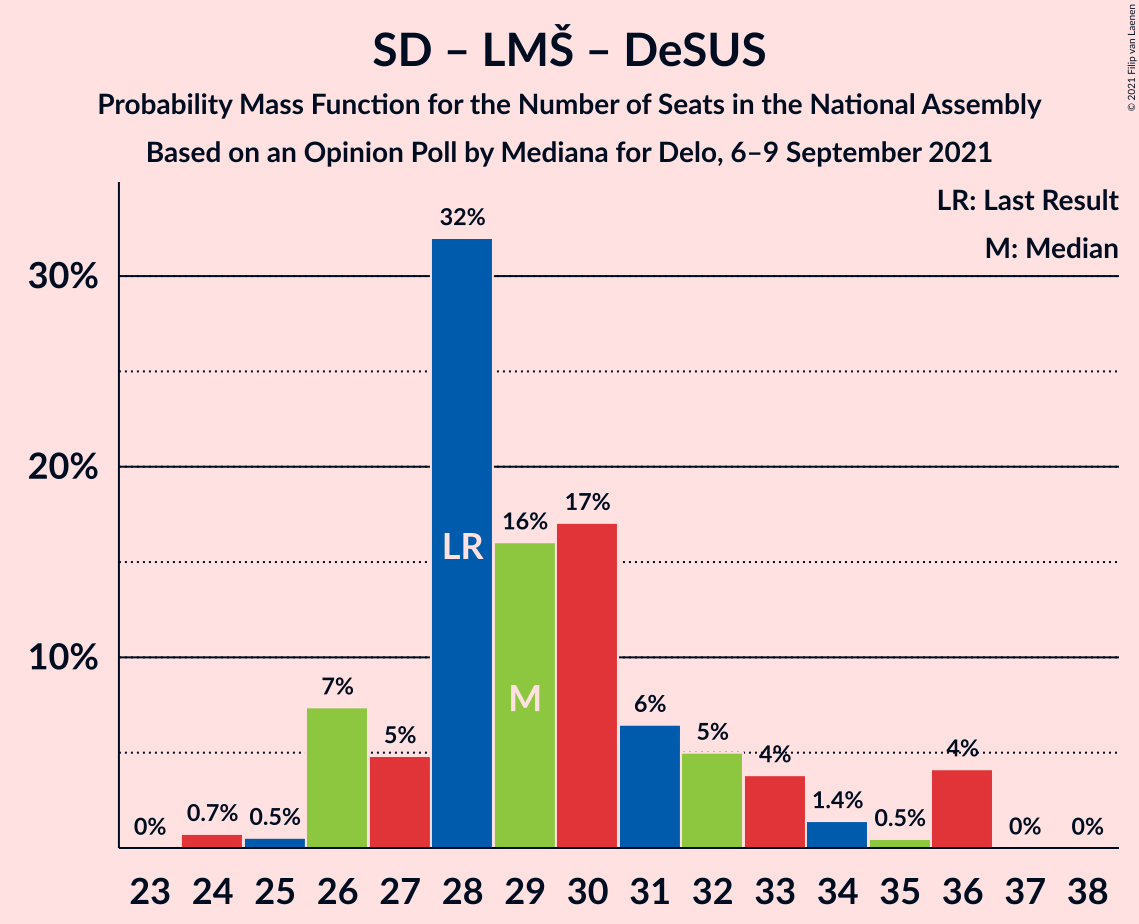 SD – LMŠ – DeSUS
Probability Mass Function for the Number of Seats in the National Assembly
Based on an Opinion Poll by Mediana for Delo, 6–9 September 2021
© 2021 Filip van Laenen
LR: Last Result
M: Median
30%
20%
10%
0%
0.7%
0.5%
7%
5%
32%
16%
17%
6%
5%
4%
1.4%
0.5%
4%
0%
0%
LR
M
23 24 25 26 27 28 29 30 31 32 33 34 35 36 37 38